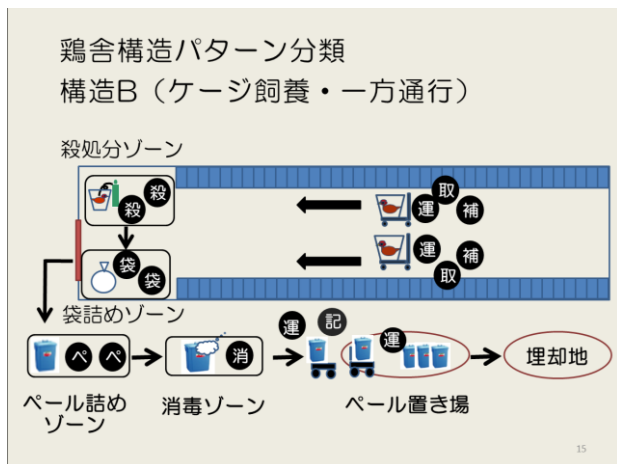 鶏舎構造パターン分類
構造B（ケージ飼養・一方通行）
殺処分ゾーン
殺
殺
取
運
補
運
補
取
袋
袋
袋詰めゾーン
ペ
ペ
消
運
記
運
埋却地
ペール詰め
ゾーン
消毒ゾーン
ペール置き場
15